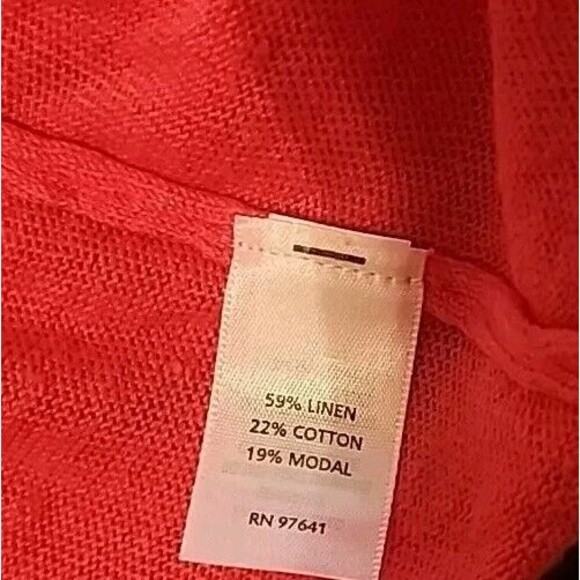 59% LINEN
22% COTTON
19% MODAL
RN 97641